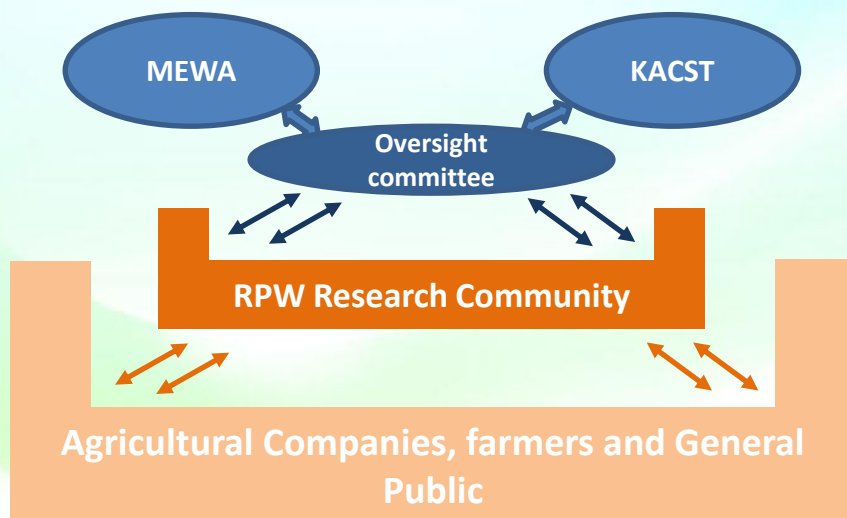 MEWA
KACST
Oversight
committee
RPW Research Community
Agricultural Companies, farmers and General
Public